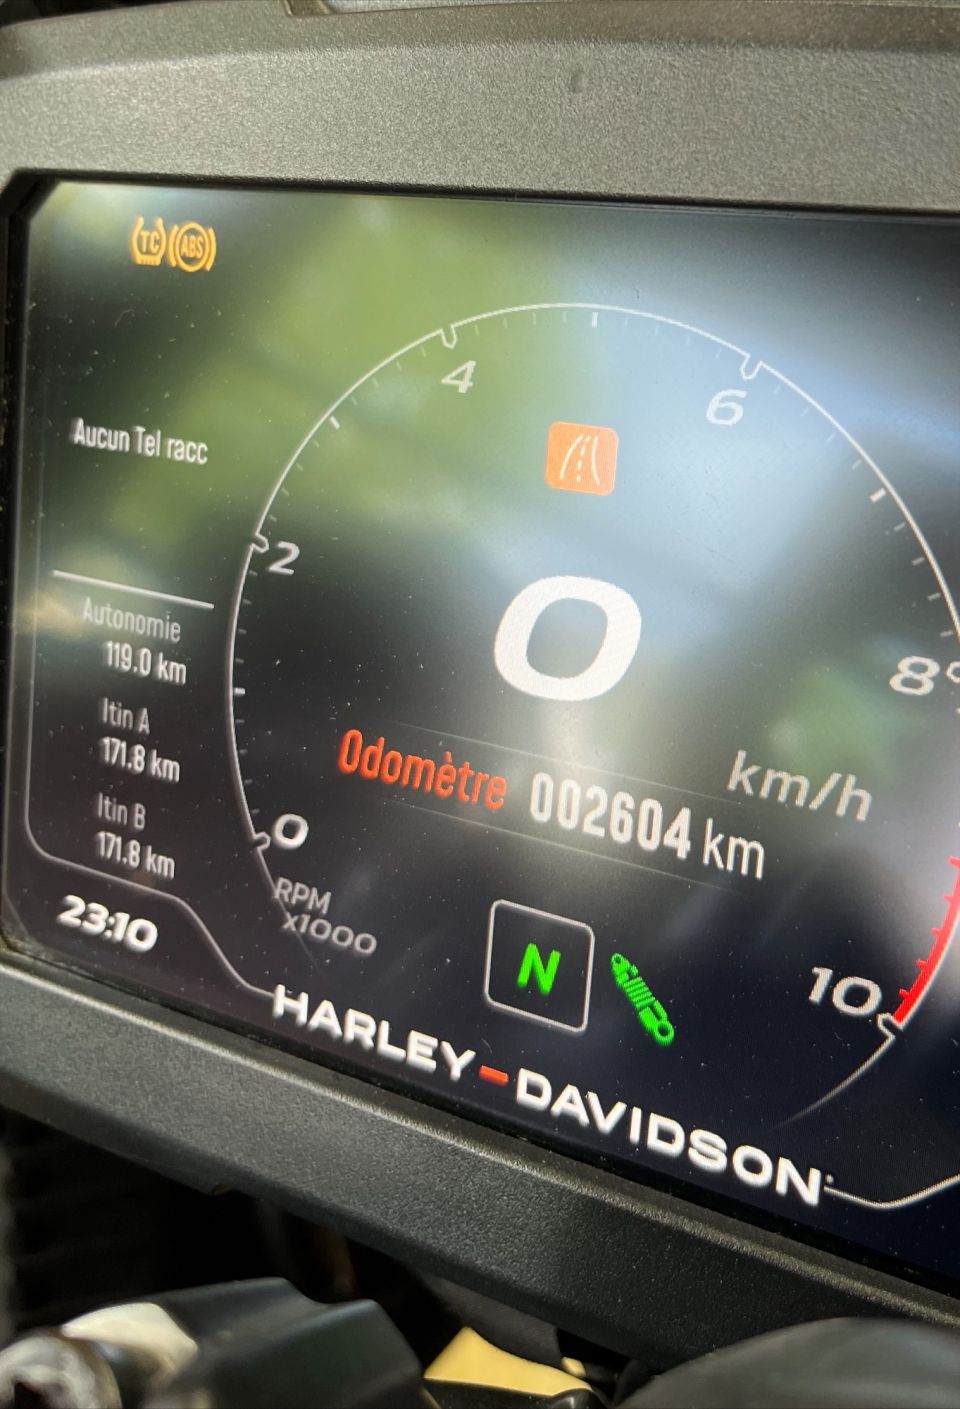 TC ABS
4
6
Aucun Tel racc
2
0
Autonomie
119.0 km
8
Itin A
171.8 km
km/h
Odomètre 002604 km
Itin B
171.8 km
0
RPM
x1000
23:10
N
10
HARLEY-DAVIDSON